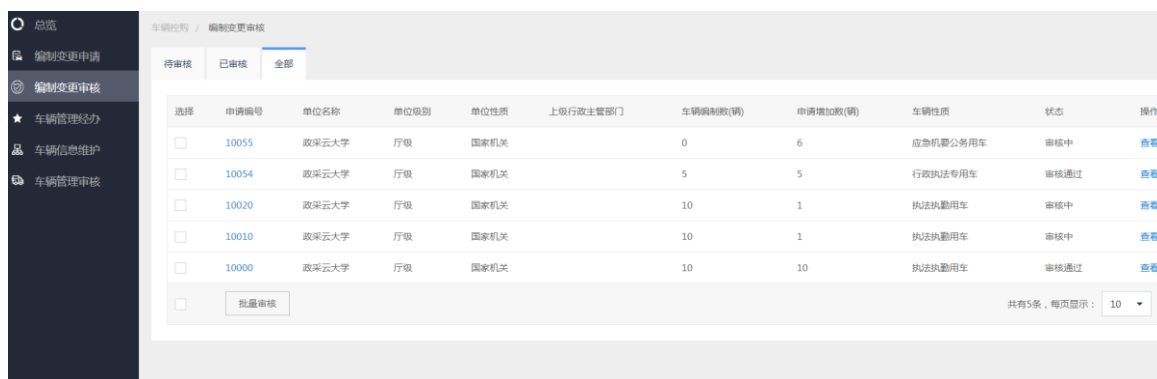 总览
编制变更申请
编制变更审核
车辆管理经办
车辆信息维护
车辆管理审核
车辆控购 / 编制变更审核
待审核 已审核 全部
选择 申请编号 单位名称 单位级别 单位性质 上级行政主管部门 车辆编制数(辆) 申请增加数(辆) 车辆性质 状态 操作
10055 政采云大学 厅级 国家机关 0 6 应急机要公务用车 审核中 查看
10054 政采云大学 厅级 国家机关 5 5 行政执法专用车 审核通过 查看
10020 政采云大学 厅级 国家机关 10 1 执法执勤用车 审核中 查看
10010 政采云大学 厅级 国家机关 10 1 执法执勤用车 审核中 查看
10000 政采云大学 厅级 国家机关 10 10 执法执勤用车 审核通过 查看
批量审核 共有5条，每页显示： 10